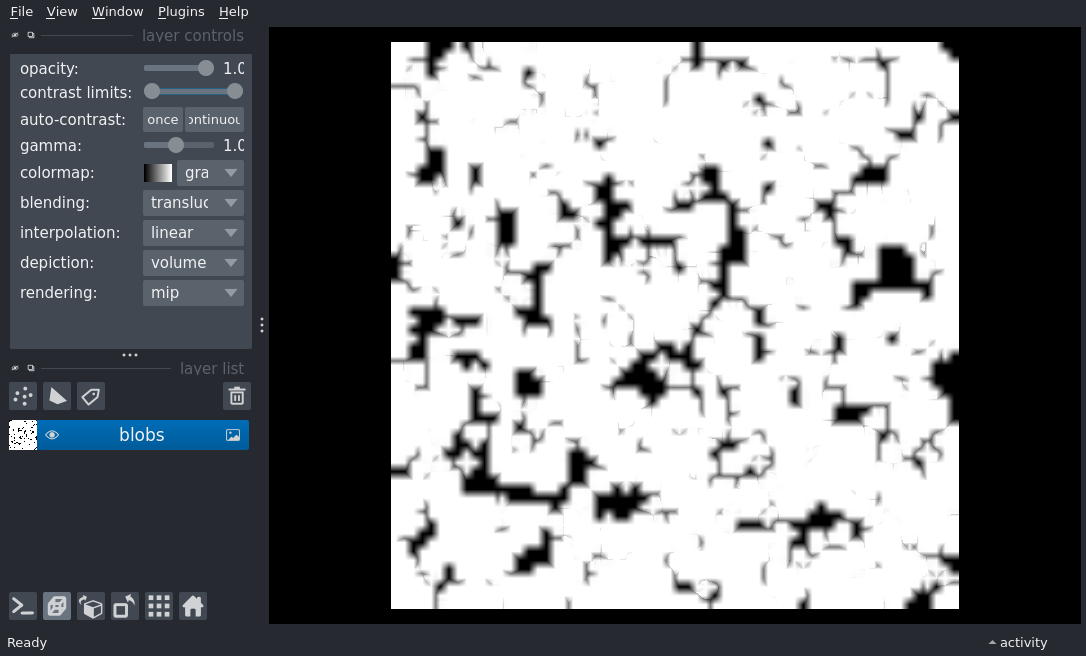 File View Window Plugins Help
layer controls
opacity: 1.0
contrast limits:
auto-contrast: once ontinuou
gamma: 1.0
colormap: gra
blending: transluc
interpolation: linear
depiction: volume
rendering: mip
layer list
blobs
Ready
activity